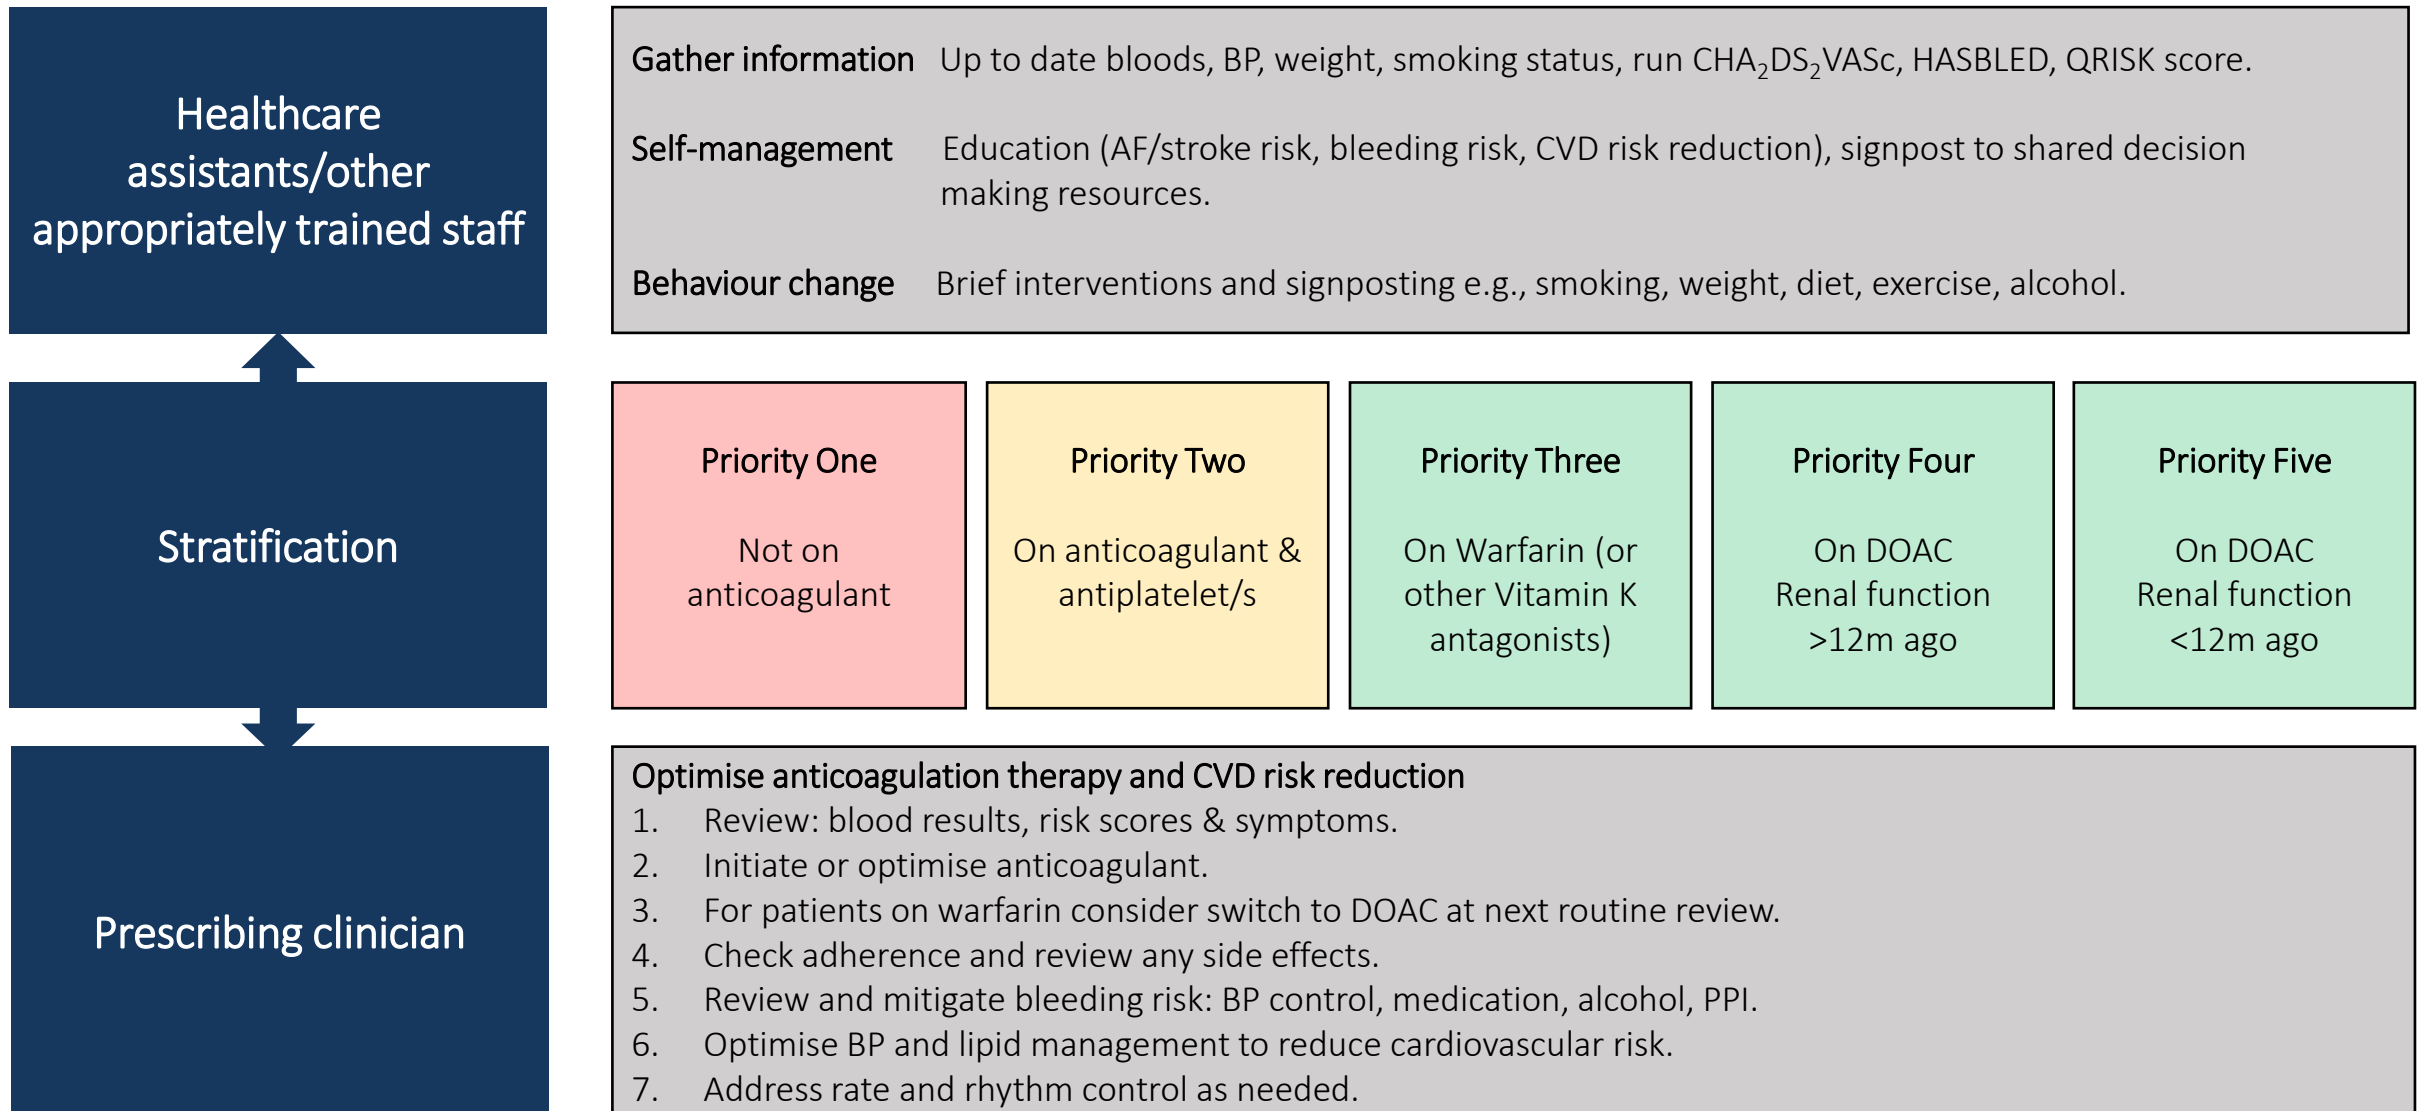 Healthcare
assistants/other
appropriately trained staff
Gather information Up to date bloods, BP, weight, smoking status, run CHA₂DS₂VASc, HASBLED, QRISK score.
Self-management Education (AF/stroke risk, bleeding risk, CVD risk reduction), signpost to shared decision
making resources.
Behaviour change Brief interventions and signposting e.g., smoking, weight, diet, exercise, alcohol.
Stratification
Priority One
Not on
anticoagulant
Priority Two
On anticoagulant &
antiplatelet/s
Priority Three
On Warfarin (or
other Vitamin K
antagonists)
Priority Four
On DOAC
Renal function
>12m ago
Priority Five
On DOAC
Renal function
<12m ago
Prescribing clinician
Optimise anticoagulation therapy and CVD risk reduction
1. Review: blood results, risk scores & symptoms.
2. Initiate or optimise anticoagulant.
3. For patients on warfarin consider switch to DOAC at next routine review.
4. Check adherence and review any side effects.
5. Review and mitigate bleeding risk: BP control, medication, alcohol, PPI.
6. Optimise BP and lipid management to reduce cardiovascular risk.
7. Address rate and rhythm control as needed.